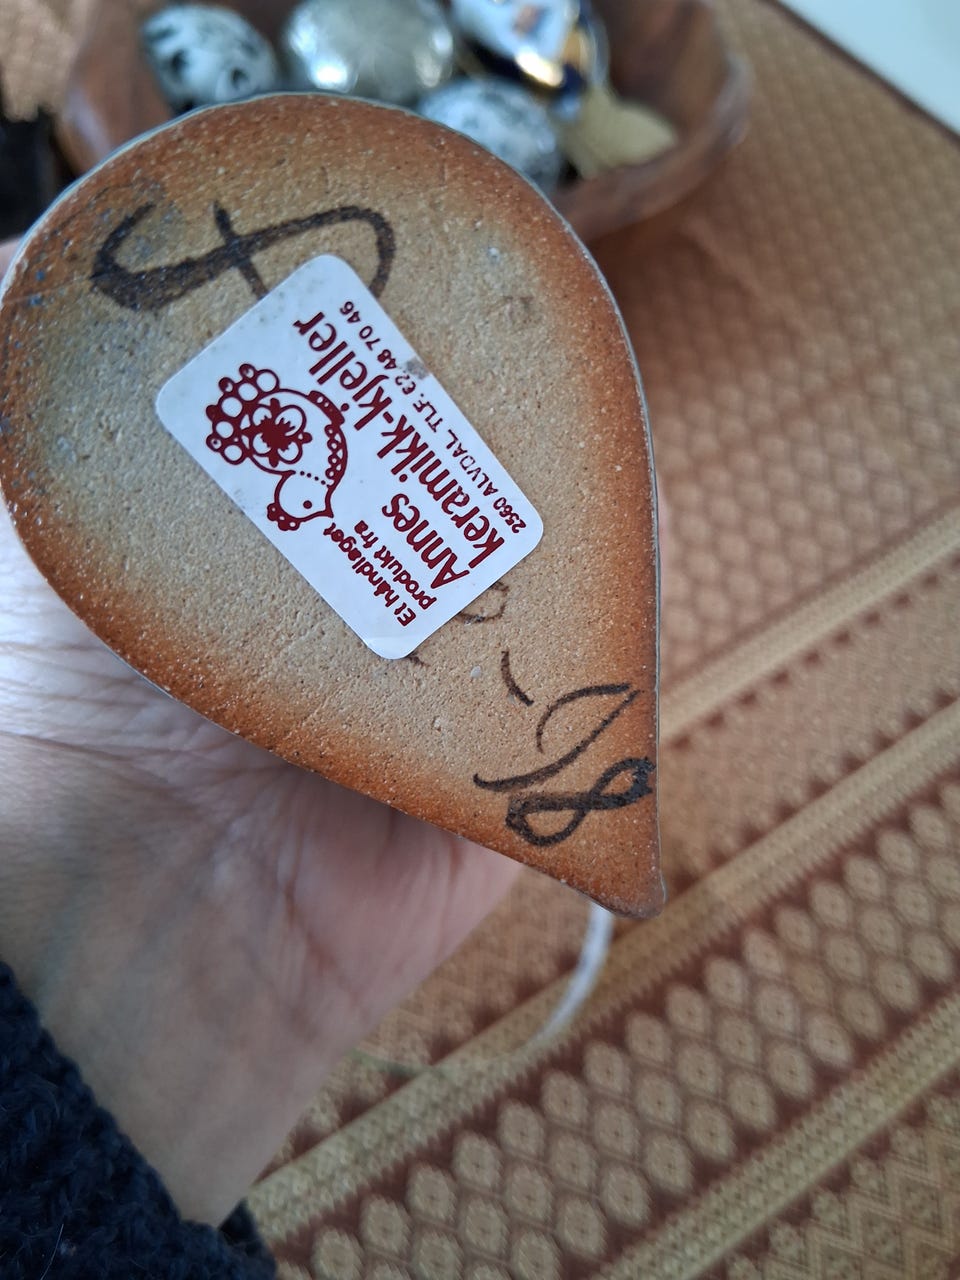 Et håndlaget
produkt fra
Annes
keramikk-kjeller
2560 ALVDAL. TLF. 62 48 70 46